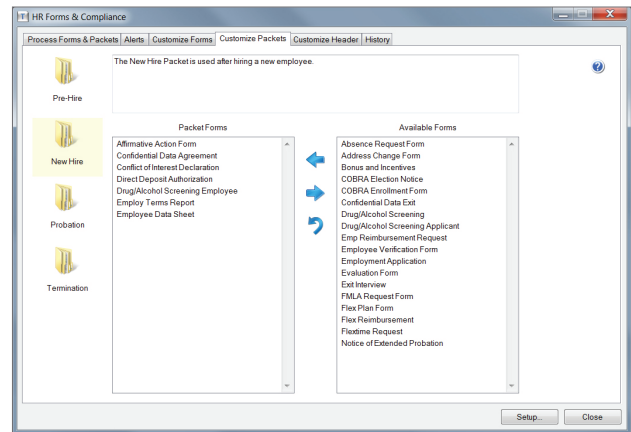 HR Forms & Compliance
Process Forms & Packets Alerts Customize Forms Customize Packets Customize Header History
The New Hire Packet is used after hiring a new employee.
Pre-Hire
New Hire
Probation
Termination
Packet Forms
Affirmative Action Form
Confidential Data Agreement
Conflict of Interest Declaration
Direct Deposit Authorization
Drug/Alcohol Screening Employee
Employ Terms Report
Employee Data Sheet
Available Forms
Absence Request Form
Address Change Form
Bonus and Incentives
COBRA Election Notice
COBRA Enrollment Form
Confidential Data Exit
Drug/Alcohol Screening
Drug/Alcohol Screening Applicant
Emp Reimbursement Request
Employee Verification Form
Employment Application
Evaluation Form
Exit Interview
FMLA Request Form
Flex Plan Form
Flex Reimbursement
Flextime Request
Notice of Extended Probation
Setup... Close